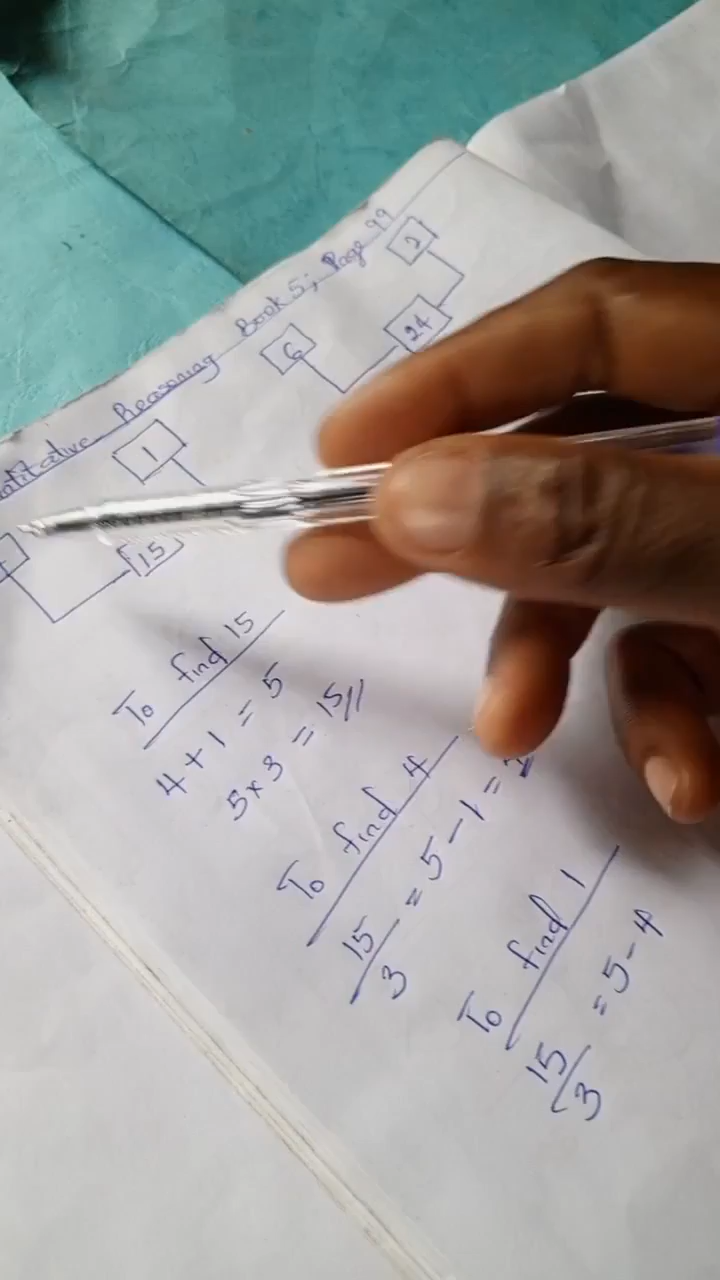 Reasoning Book 5; Page 99
2
24
6
1
15
To find 15
4 + 1 = 5
5 x 3 = 15//
To find 4
15/3 = 5 - 1 =
To find 1
15/3 = 5 - 4